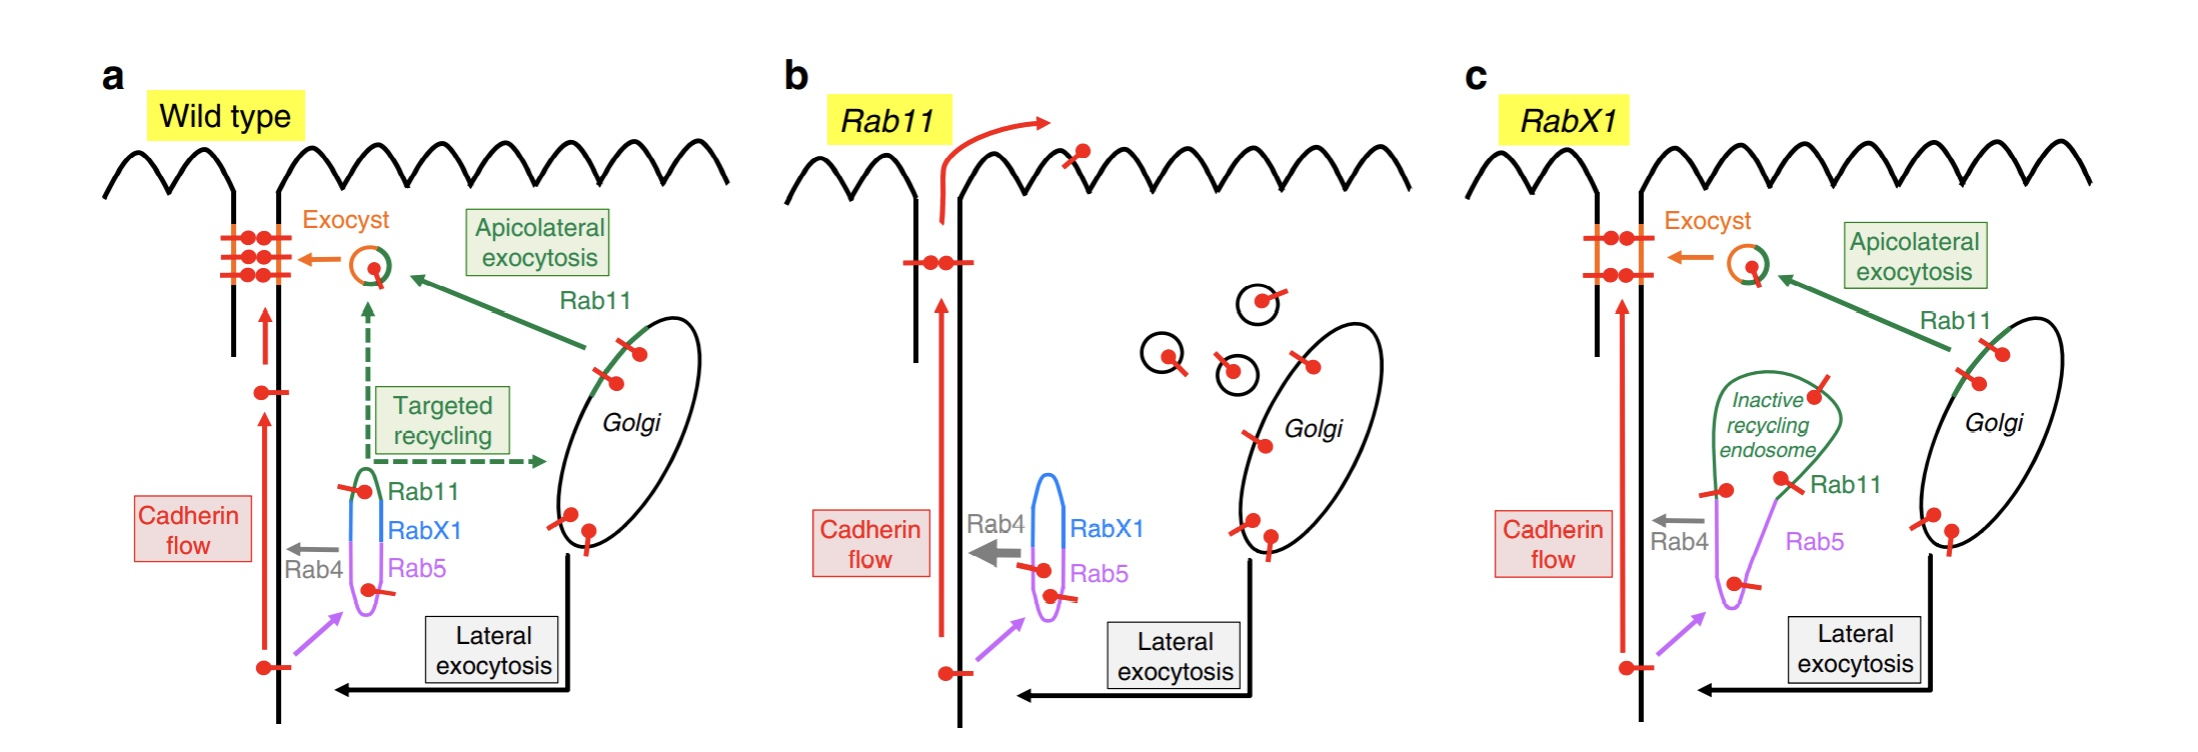 a
Wild type
Exocyst
Apicolateral
exocytosis
Rab11
Targeted
recycling
Golgi
Rab11
RabX1
Rab5
Rab4
Cadherin
flow
Lateral
exocytosis
b
Rab11
Golgi
Rab4
RabX1
Rab5
Cadherin
flow
Lateral
exocytosis
c
RabX1
Exocyst
Apicolateral
exocytosis
Rab11
Inactive
recycling
endosome
Golgi
Rab11
Rab4
Rab5
Cadherin
flow
Lateral
exocytosis